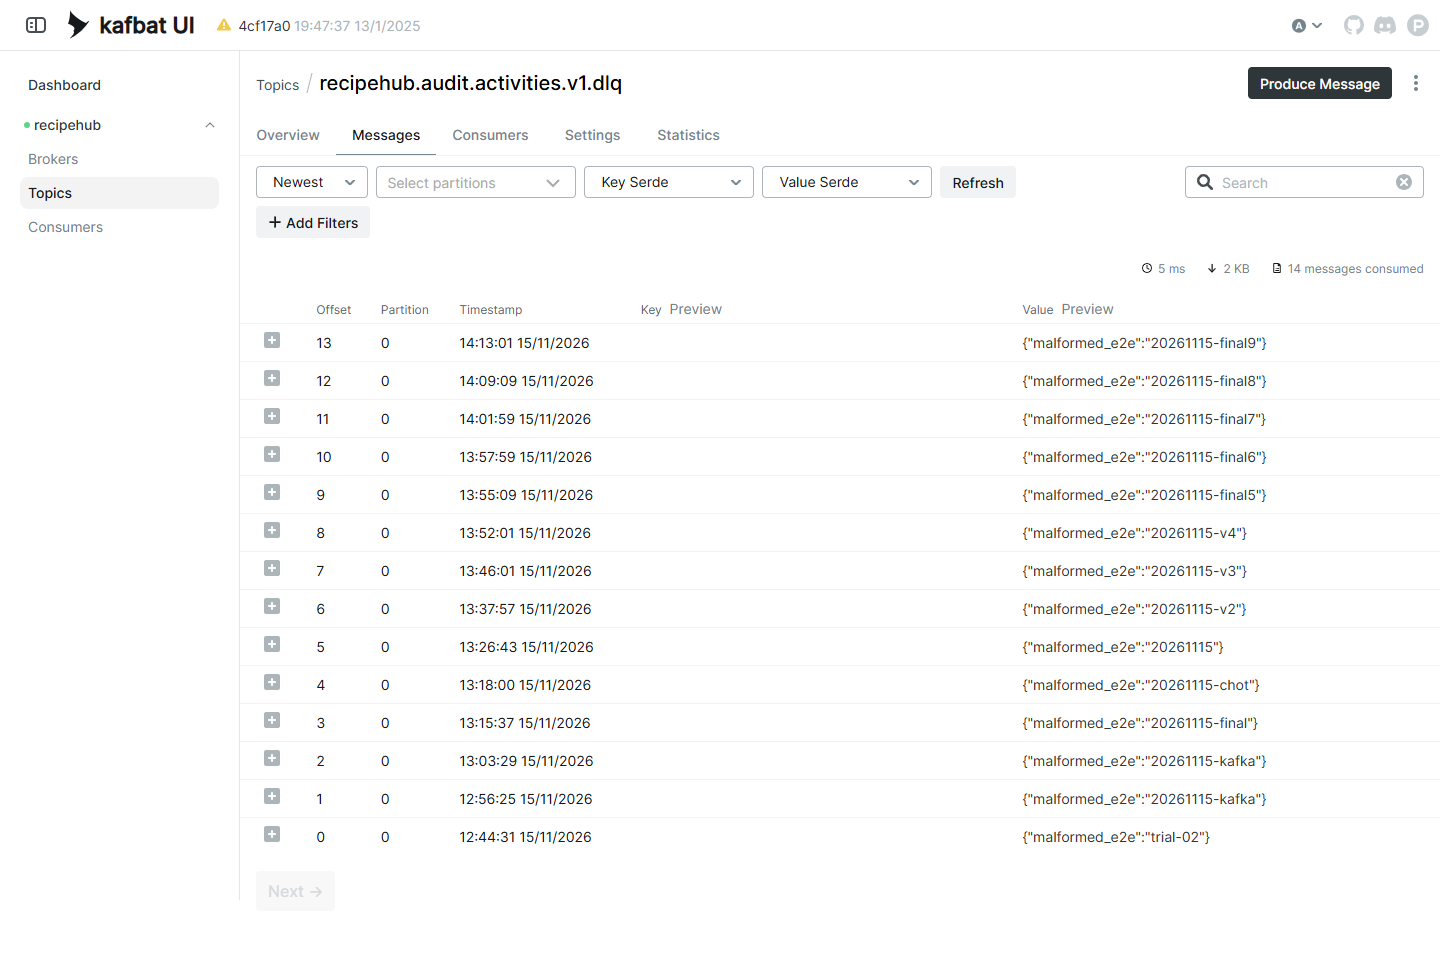 kafbat UI 4cf17a0 19:47:37 13/1/2025 A
Dashboard
recipehub
Brokers
Topics
Consumers
Topics / recipehub.audit.activities.v1.dlq
Produce Message
Overview Messages Consumers Settings Statistics
Newest Select partitions Key Serde Value Serde Refresh Search
Add Filters
5 ms 2 KB 14 messages consumed
Offset Partition Timestamp Key Preview Value Preview
13 0 14:13:01 15/11/2026 {"malformed_e2e":"20261115-final9"}
12 0 14:09:09 15/11/2026 {"malformed_e2e":"20261115-final8"}
11 0 14:01:59 15/11/2026 {"malformed_e2e":"20261115-final7"}
10 0 13:57:59 15/11/2026 {"malformed_e2e":"20261115-final6"}
9 0 13:55:09 15/11/2026 {"malformed_e2e":"20261115-final5"}
8 0 13:52:01 15/11/2026 {"malformed_e2e":"20261115-v4"}
7 0 13:46:01 15/11/2026 {"malformed_e2e":"20261115-v3"}
6 0 13:37:57 15/11/2026 {"malformed_e2e":"20261115-v2"}
5 0 13:26:43 15/11/2026 {"malformed_e2e":"20261115"}
4 0 13:18:00 15/11/2026 {"malformed_e2e":"20261115-chot"}
3 0 13:15:37 15/11/2026 {"malformed_e2e":"20261115-final"}
2 0 13:03:29 15/11/2026 {"malformed_e2e":"20261115-kafka"}
1 0 12:56:25 15/11/2026 {"malformed_e2e":"20261115-kafka"}
0 0 12:44:31 15/11/2026 {"malformed_e2e":"trial-02"}
Next →